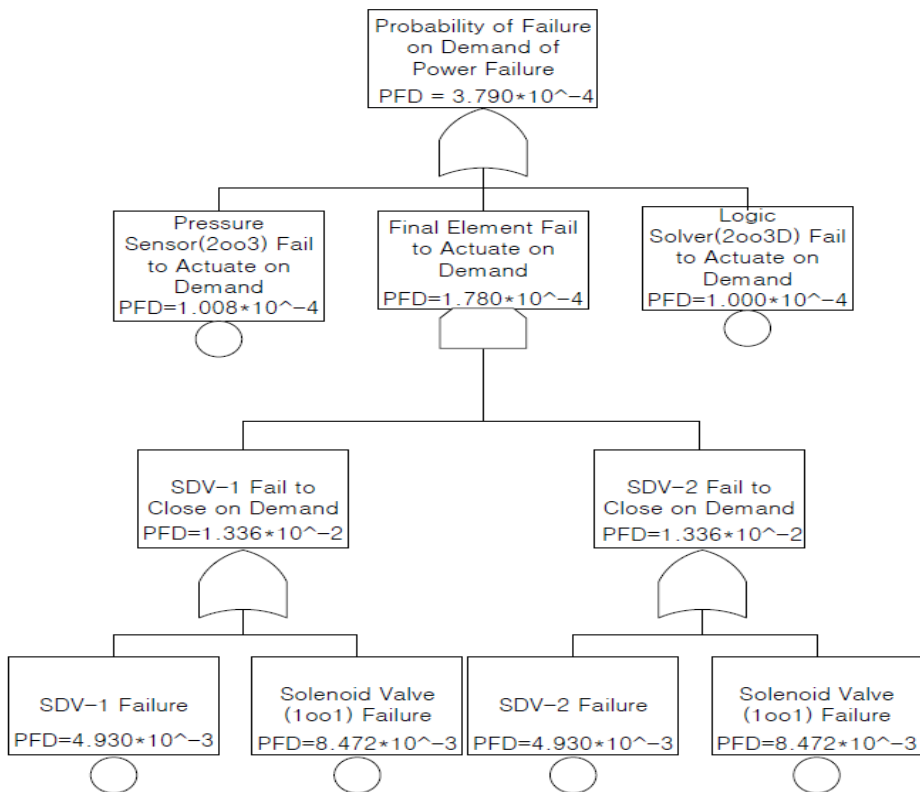 Probability of Failure
on Demand of
Power Failure
PFD = 3.790*10^-4
Pressure
Sensor(2oo3) Fail
to Actuate on
Demand
PFD=1.008*10^-4
Final Element Fail
to Actuate on
Demand
PFD=1.780*10^-4
Logic
Solver(2oo3D) Fail
to Actuate on
Demand
PFD=1.000*10^-4
SDV-1 Fail to
Close on Demand
PFD=1.336*10^-2
SDV-2 Fail to
Close on Demand
PFD=1.336*10^-2
SDV-1 Failure
PFD=4.930*10^-3
Solenoid Valve
(1oo1) Failure
PFD=8.472*10^-3
SDV-2 Failure
PFD=4.930*10^-3
Solenoid Valve
(1oo1) Failure
PFD=8.472*10^-3